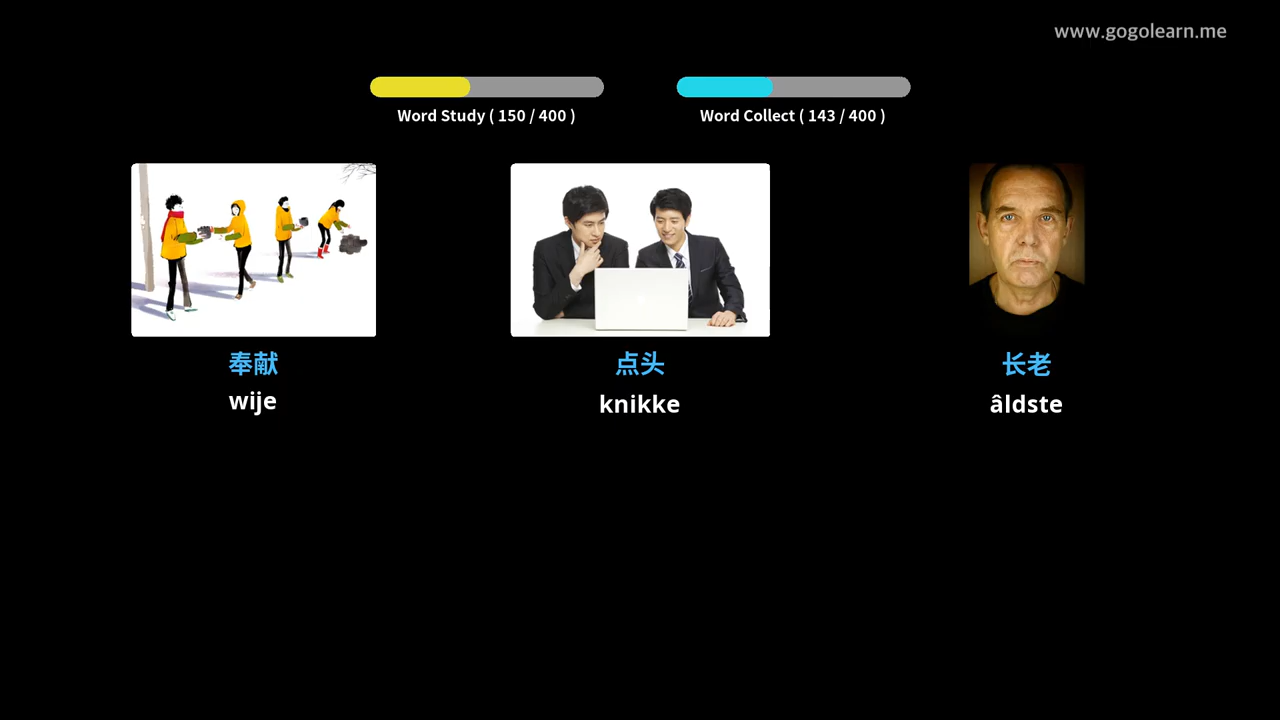 www.gogolearn.me
Word Study ( 150 / 400 )
Word Collect ( 143 / 400 )
奉献
wije
点头
knikke
长老
âldste